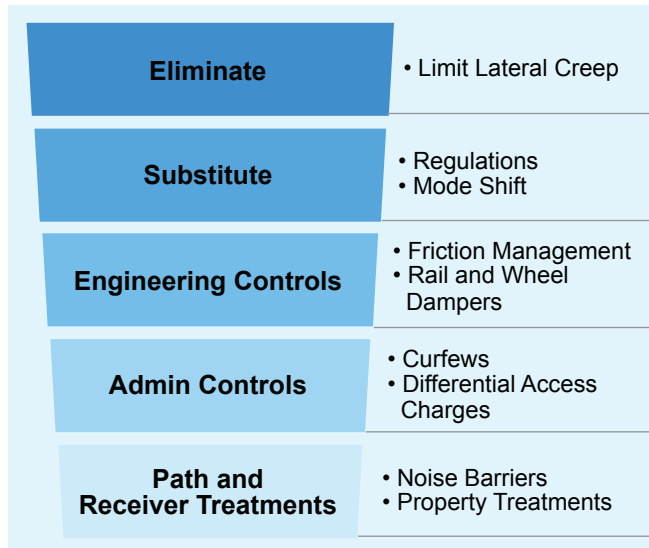 Eliminate
• Limit Lateral Creep
Substitute
• Regulations
• Mode Shift
Engineering Controls
• Friction Management
• Rail and Wheel
Dampers
Admin Controls
• Curfews
• Differential Access
Charges
Path and
Receiver Treatments
• Noise Barriers
• Property Treatments